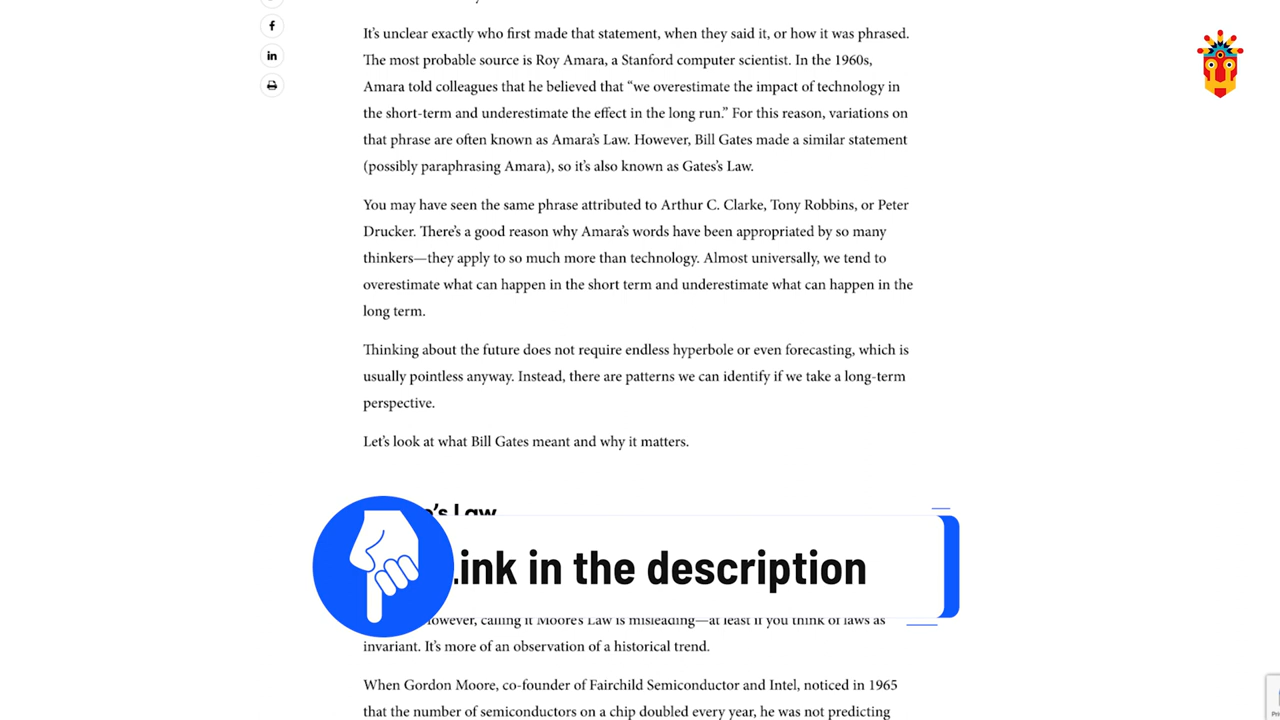 It’s unclear exactly who first made that statement, when they said it, or how it was phrased.
The most probable source is Roy Amara, a Stanford computer scientist. In the 1960s,
Amara told colleagues that he believed that “we overestimate the impact of technology in
the short-term and underestimate the effect in the long run.” For this reason, variations on
that phrase are often known as Amara’s Law. However, Bill Gates made a similar statement
(possibly paraphrasing Amara), so it’s also known as Gates’s Law.
You may have seen the same phrase attributed to Arthur C. Clarke, Tony Robbins, or Peter
Drucker. There’s a good reason why Amara’s words have been appropriated by so many
thinkers—they apply to so much more than technology. Almost universally, we tend to
overestimate what can happen in the short term and underestimate what can happen in the
long term.
Thinking about the future does not require endless hyperbole or even forecasting, which is
usually pointless anyway. Instead, there are patterns we can identify if we take a long-term
perspective.
Let’s look at what Bill Gates meant and why it matters.
Law
Link in the description
calling it Moore’s Law is misleading—at least if you think of laws as
invariant. It’s more of an observation of a historical trend.
When Gordon Moore, co-founder of Fairchild Semiconductor and Intel, noticed in 1965
that the number of semiconductors on a chip doubled every year, he was not predicting